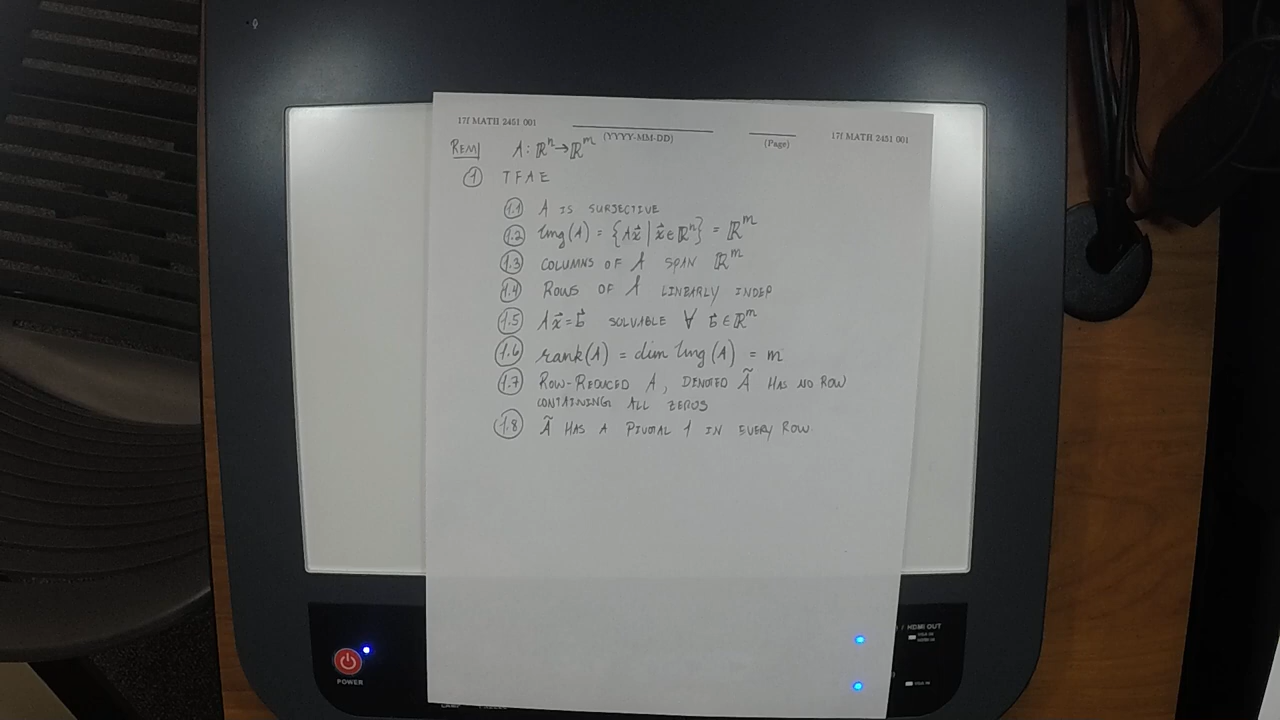 17f MATH 2451 001
(YYYY-MM-DD)
(Page)
17f MATH 2451 001
REM A: ℝⁿ→ℝᵐ
① TFAE
1.1 A IS SURJECTIVE
1.2 Img(A) = {Ax⃗ | x⃗ ∈ ℝⁿ} = ℝᵐ
1.3 COLUMNS OF A SPAN ℝᵐ
1.4 ROWS OF A LINEARLY INDEP
1.5 Ax⃗ = b⃗ SOLVABLE ∀ b⃗ ∈ ℝᵐ
1.6 rank(A) = dim Img(A) = m
1.7 ROW-REDUCED A, DENOTED Ã HAS NO ROW
CONTAINING ALL ZEROS
1.8 Ã HAS A PIVOTAL 1 IN EVERY ROW.
/ HDMI OUT
POWER